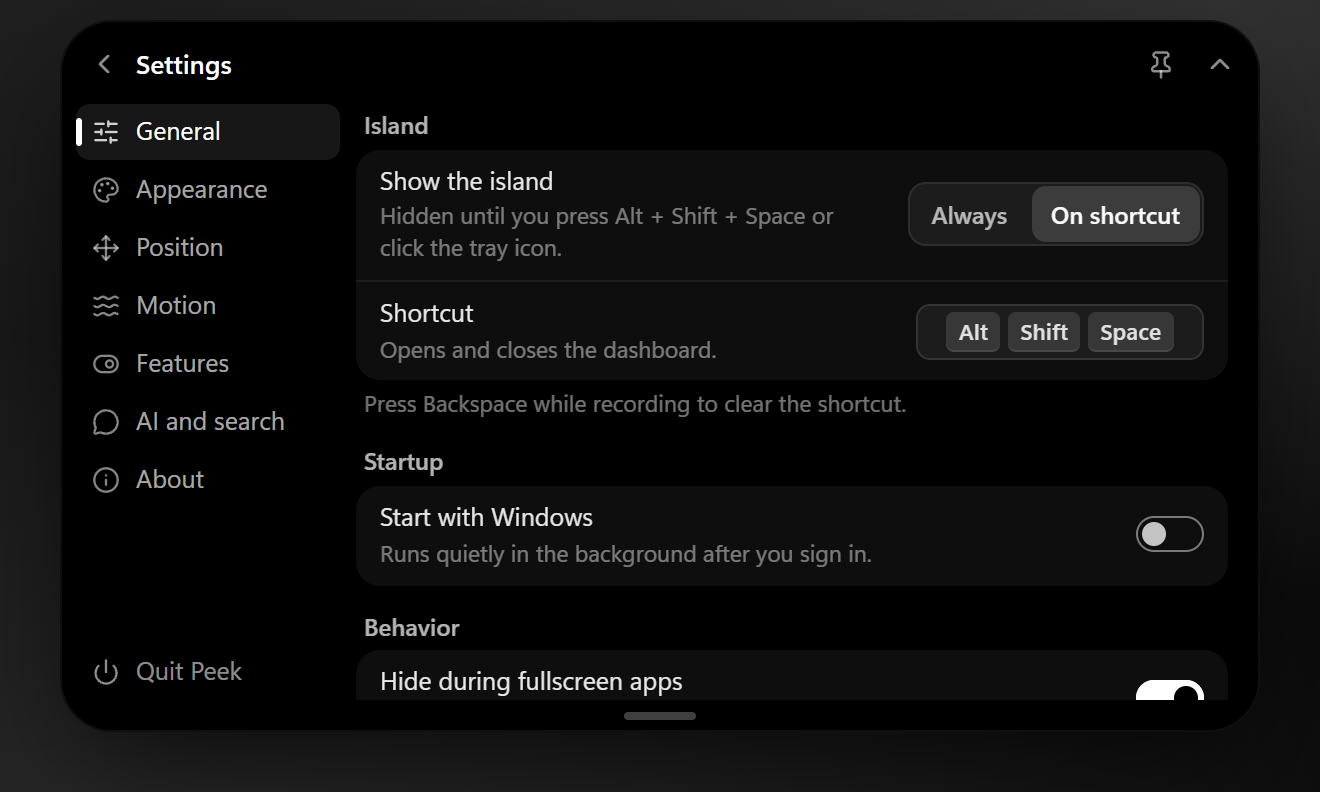 Settings
General
Appearance
Position
Motion
Features
AI and search
About
Quit Peek
Island
Show the island
Hidden until you press Alt + Shift + Space or
click the tray icon.
Always
On shortcut
Shortcut
Opens and closes the dashboard.
Alt
Shift
Space
Press Backspace while recording to clear the shortcut.
Startup
Start with Windows
Runs quietly in the background after you sign in.
Behavior
Hide during fullscreen apps